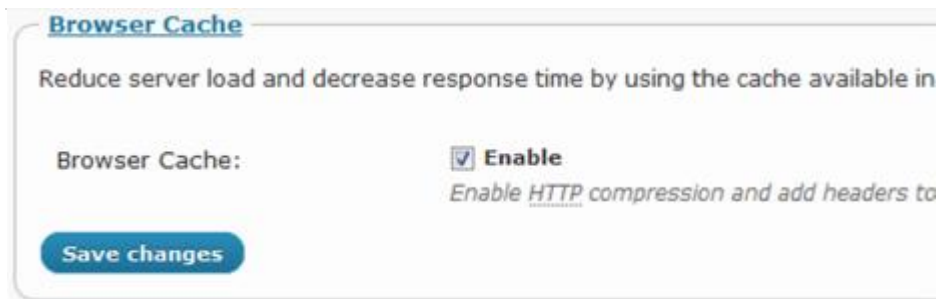 Browser Cache
Reduce server load and decrease response time by using the cache available in
Browser Cache: Enable
Enable HTTP compression and add headers to
Save changes